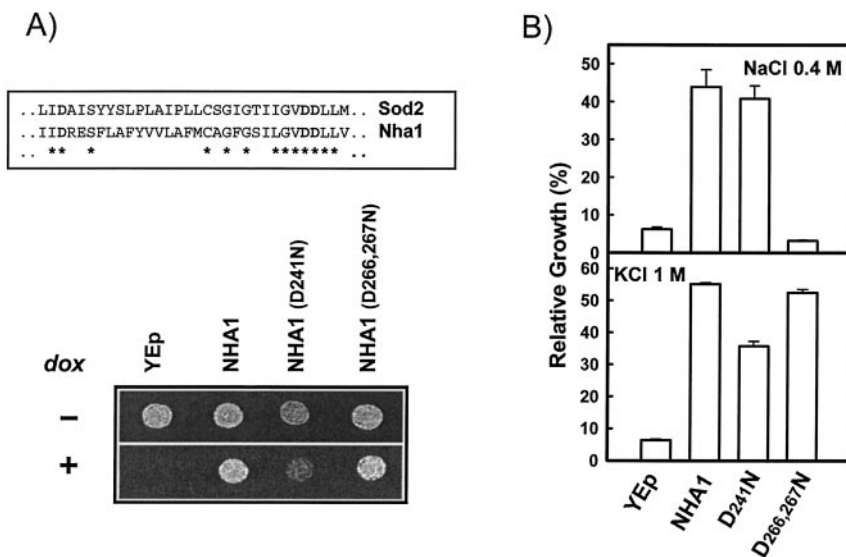 A)
..LIDAISYYSLPLAIPLLCSGIGTIIGVDDLLM.. Sod2
..IIDRESFLAFYVVLAFMCAGFGSILGVDDLLV.. Nha1
.. ** * * * * ******* ..
dox
YEp
NHA1
NHA1 (D241N)
NHA1 (D266,267N)
–
+
B)
Relative Growth (%)
NaCl 0.4 M
50
40
30
20
10
0
KCl 1 M
60
50
40
30
20
10
0
YEp
NHA1
D241N
D266,267N